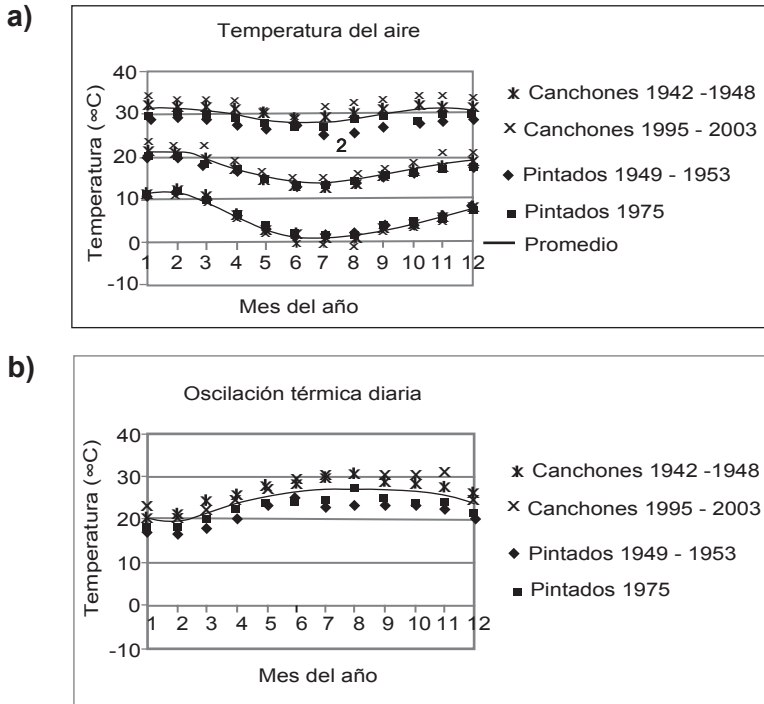 a)
Temperatura del aire
Temperatura (∞C)
40
30
20
10
0
-10
2
1 2 3 4 5 6 7 8 9 10 11 12
Mes del año
Canchones 1942 -1948
Canchones 1995 - 2003
Pintados 1949 - 1953
Pintados 1975
Promedio
b)
Oscilación térmica diaria
Temperatura (∞C)
40
30
20
10
0
-10
1 2 3 4 5 6 7 8 9 10 11 12
Mes del año
Canchones 1942 -1948
Canchones 1995 - 2003
Pintados 1949 - 1953
Pintados 1975